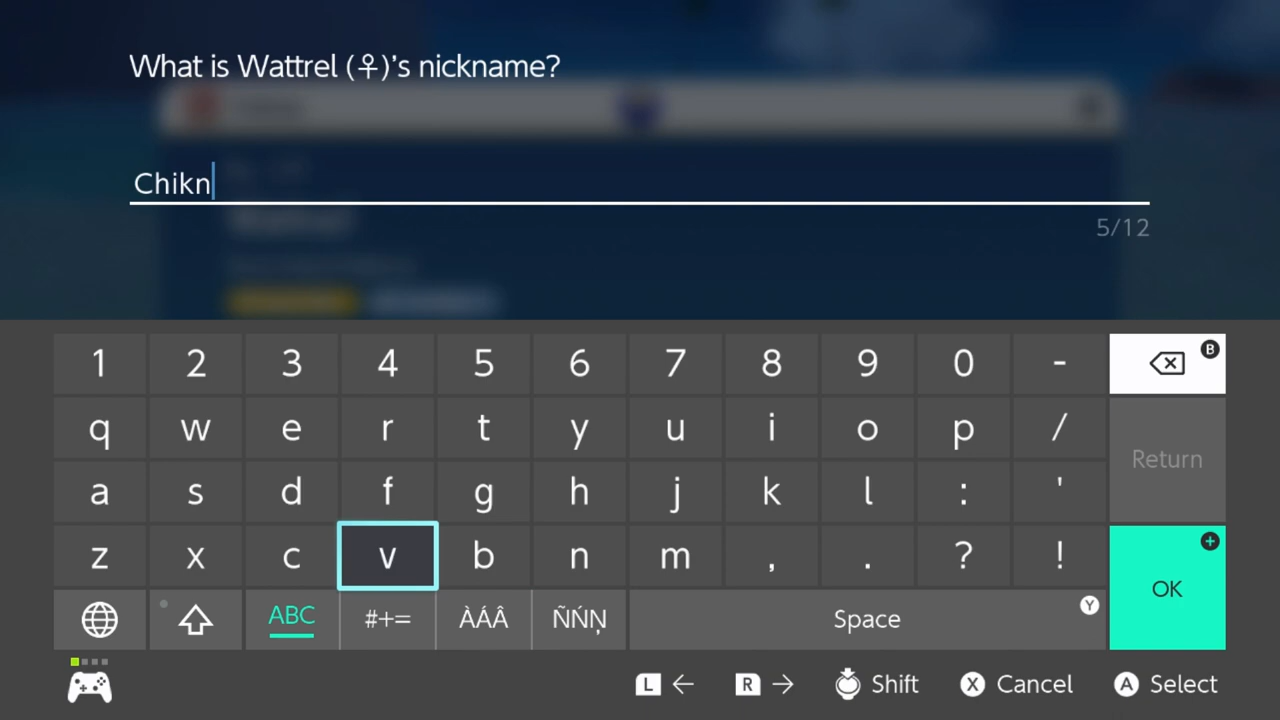 What is Wattrel (♀)'s nickname?
Chikn
5/12
1 2 3 4 5 6 7 8 9 0 - B
q w e r t y u i o p /
Return
a s d f g h j k l : '
z x c v b n m , . ? ! +
OK
ABC #+= ÀÁÂ ÑŃŅ Space Y
L ← R → Shift X Cancel A Select